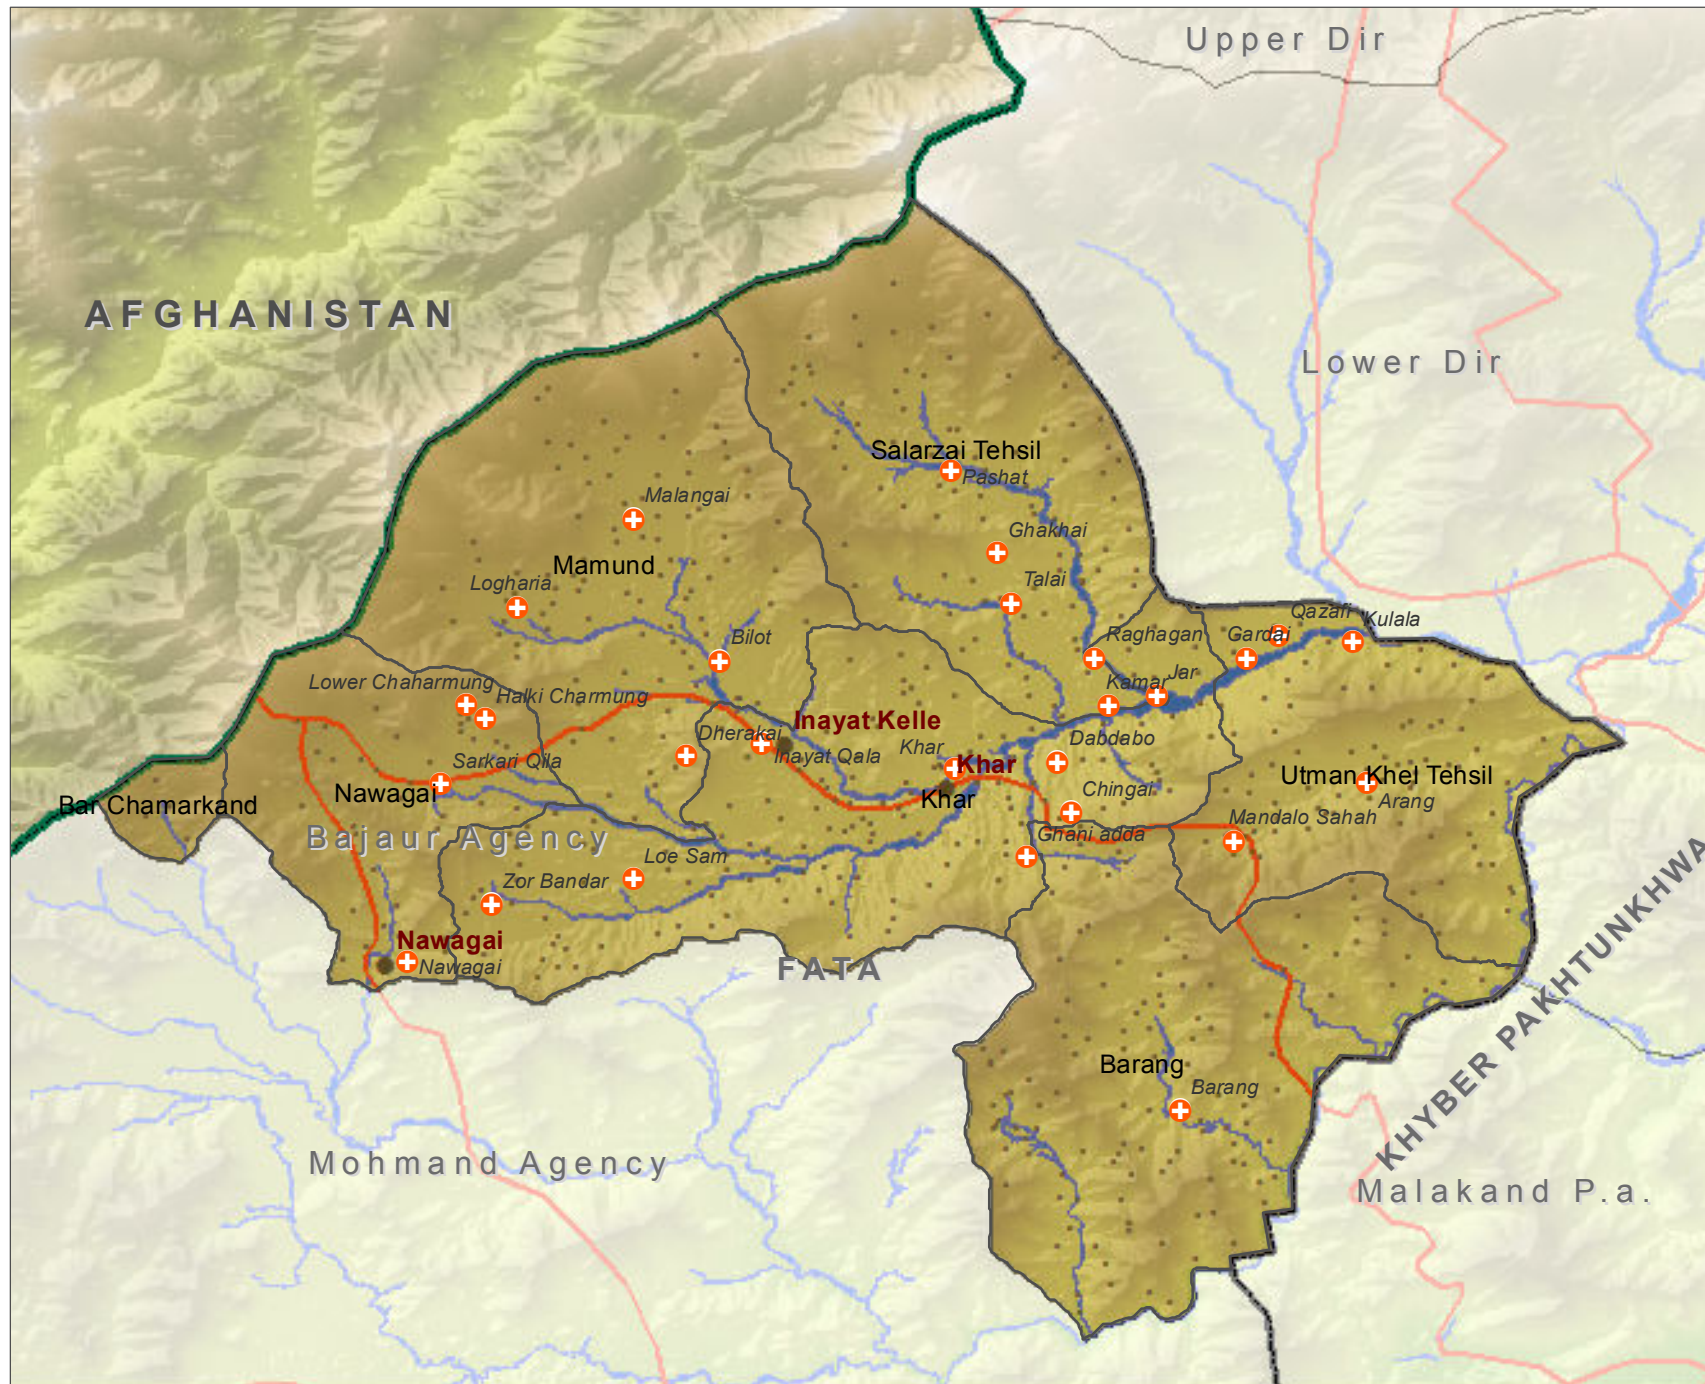 Upper Dir
AFGHANISTAN
Lower Dir
Salarzai Tehsil
Pashat
Malangai
Ghakhai
Mamund
Logharia
Talai
Qazafi
Kulala
Bilot
Raghagan
Gardai
Lower Chaharmung
Halki Charmung
Kamar
Jar
Inayat Kelle
Dherakai
Inayat Qala
Khar
Dabdabo
Sarkari Qila
Khar
Nawagai
Khar
Chingai
Utman Khel Tehsil
Arang
Bar Chamarkand
Mandalo Sahah
Bajaur Agency
Ghani adda
Loe Sam
Zor Bandar
Nawagai
Nawagai
FATA
KHYBER PAKHTUNKHWA
Barang
Barang
Mohmand Agency
Malakand P.a.